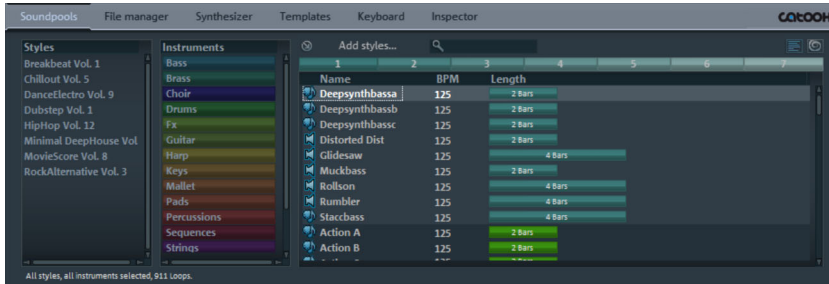 Soundpools File manager Synthesizer Templates Keyboard Inspector
Styles Instruments Add styles...
Breakbeat Vol. 1
Chillout Vol. 5
DanceElectro Vol. 9
Dubstep Vol. 1
HipHop Vol. 12
Minimal DeepHouse Vol
MovieScore Vol. 8
RockAlternative Vol. 3
Bass
Brass
Choir
Drums
Fx
Guitar
Harp
Keys
Mallet
Pads
Percussions
Sequences
Strings
1 2 3 4 5 6 7
Name BPM Length
Deepsynthbassa 125 2 Bars
Deepsynthbassb 125 2 Bars
Deepsynthbassc 125 2 Bars
Distorted Dist 125 2 Bars
Glidesaw 125 4 Bars
Muckbass 125 2 Bars
Rollson 125 4 Bars
Rumbler 125 4 Bars
Staccbass 125 4 Bars
Action A 125 2 Bars
Action B 125 2 Bars
All styles, all instruments selected, 911 Loops.